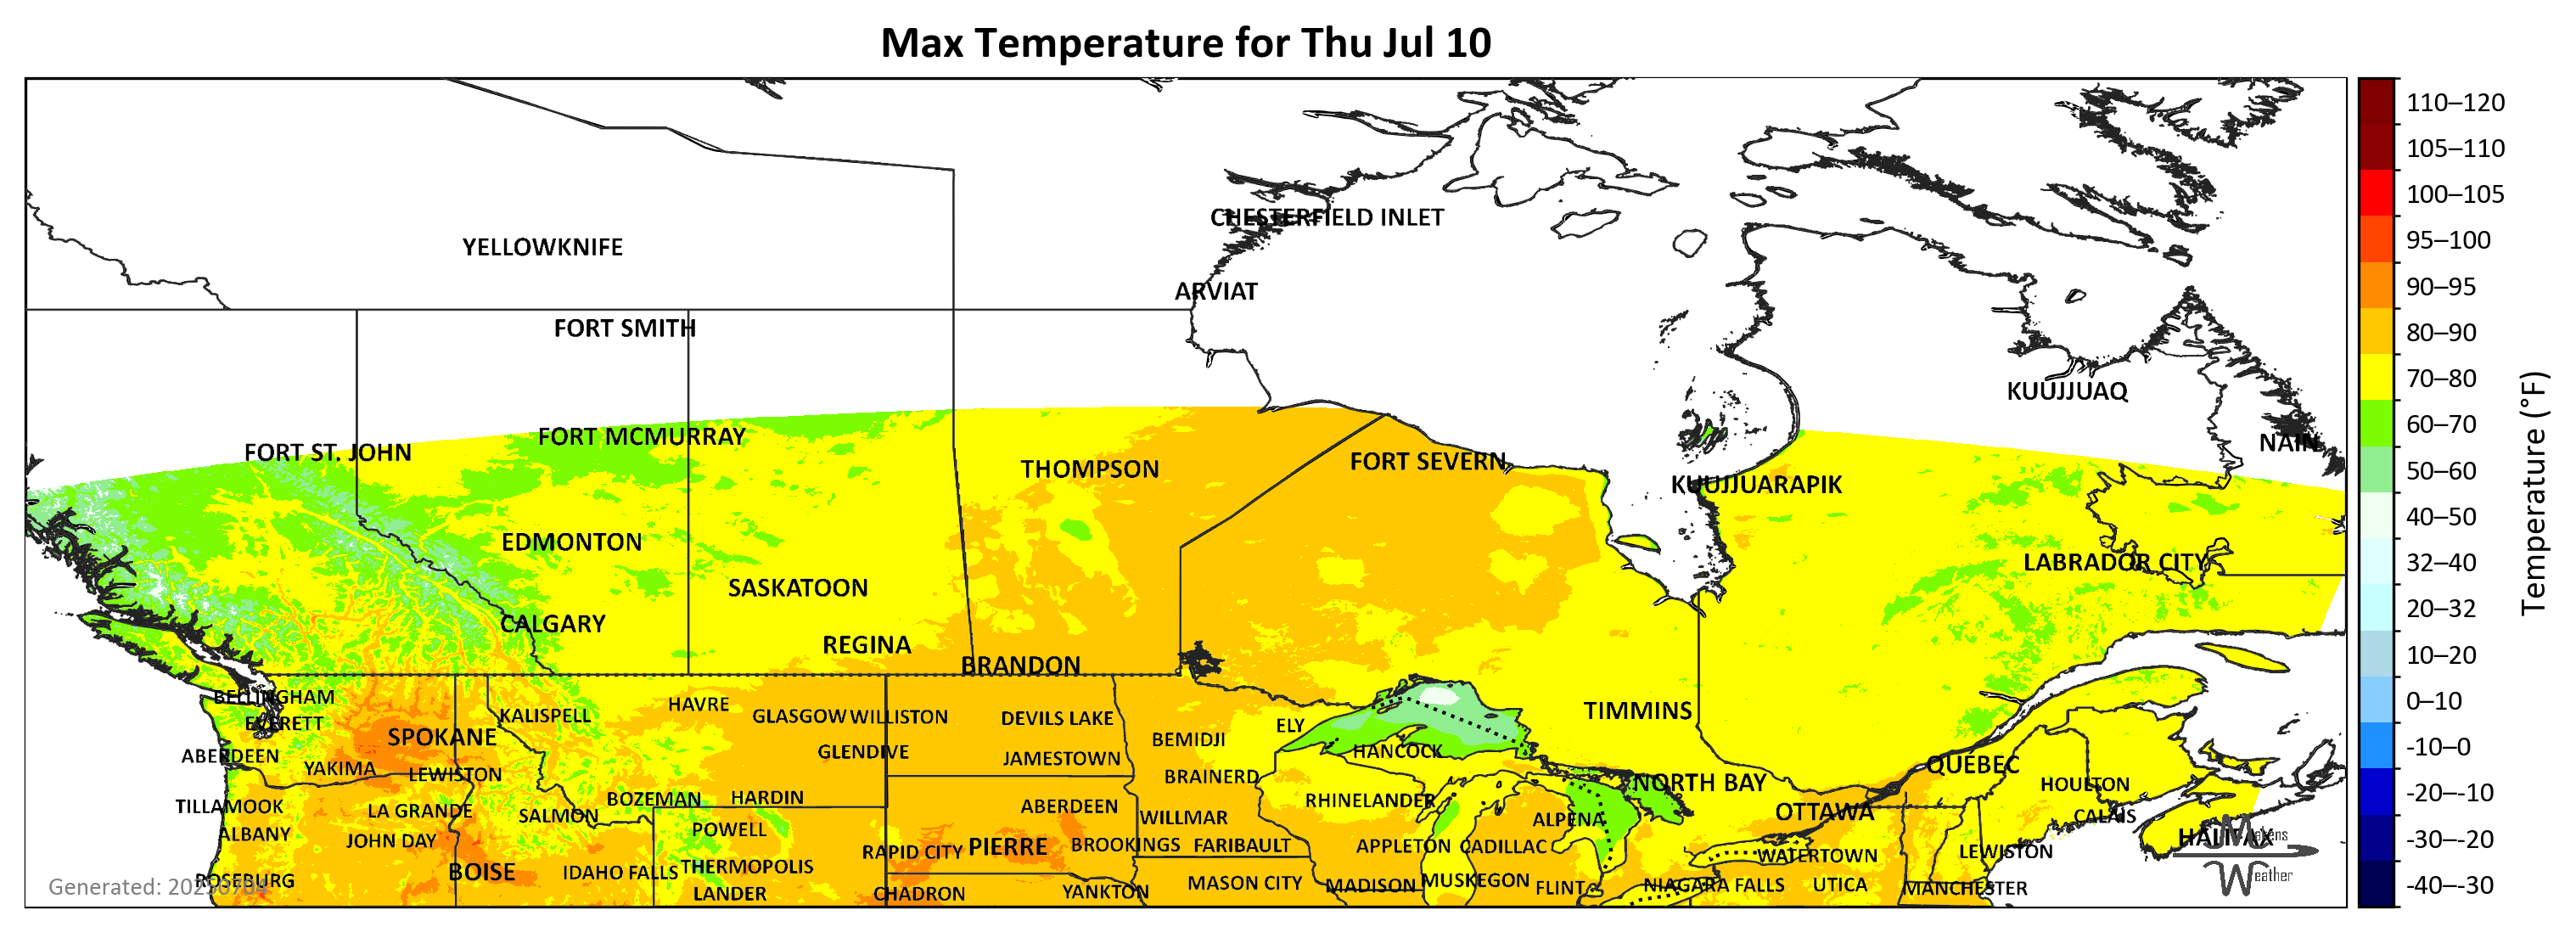 Max Temperature for Thu Jul 10
110–120
105–110
100–105
95–100
90–95
80–90
70–80
60–70
50–60
40–50
32–40
20–32
10–20
0–10
-10–0
-20–-10
-30–-20
-40–-30
Temperature (°F)
CHESTERFIELD INLET
YELLOWKNIFE
ARVIAT
FORT SMITH
KUUJJUAQ
FORT MCMURRAY
NAIN
FORT ST. JOHN
FORT SEVERN
THOMPSON
KUUJJUARAPIK
EDMONTON
LABRADOR CITY
SASKATOON
CALGARY
REGINA
BRANDON
BELLINGHAM
HAVRE
TIMMINS
KALISPELL
GLASGOW
WILLISTON
DEVILS LAKE
EVERETT
ELY
SPOKANE
BEMIDJI
HANCOCK
GLENDIVE
ABERDEEN
JAMESTOWN
QUÉBEC
YAKIMA
LEWISTON
BRAINERD
NORTH BAY
HOULTON
BOZEMAN
HARDIN
RHINELANDER
TILLAMOOK
LA GRANDE
ABERDEEN
OTTAWA
SALMON
CALAIS
WILLMAR
ALPENA
POWELL
ALBANY
HALIFAX
JOHN DAY
PIERRE
BROOKINGS
FARIBAULT
APPLETON
CADILLAC
RAPID CITY
LEWISTON
WATERTOWN
THERMOPOLIS
BOISE
IDAHO FALLS
ROSEBURG
MUSKEGON
MASON CITY
MADISON
FLINT
NIAGARA FALLS
UTICA
MANCHESTER
LANDER
CHADRON
YANKTON
Generated: 20250704
Makens
Weather